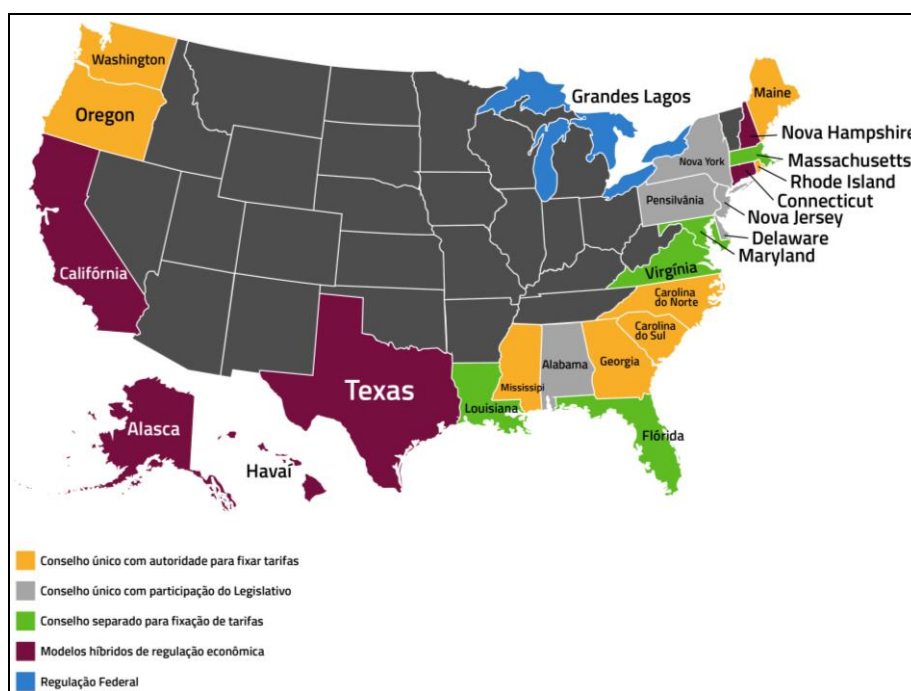 Washington
Oregon
Grandes Lagos
Maine
Nova Hampshire
Massachusetts
Rhode Island
Connecticut
Nova York
Pensilvânia
Nova Jersey
Delaware
Maryland
Califórnia
Virgínia
Carolina
do Norte
Carolina
do Sul
Texas
Mississipi
Alabama
Georgia
Louisiana
Flórida
Alasca
Havaí
Conselho único com autoridade para fixar tarifas
Conselho único com participação do Legislativo
Conselho separado para fixação de tarifas
Modelos híbridos de regulação econômica
Regulação Federal